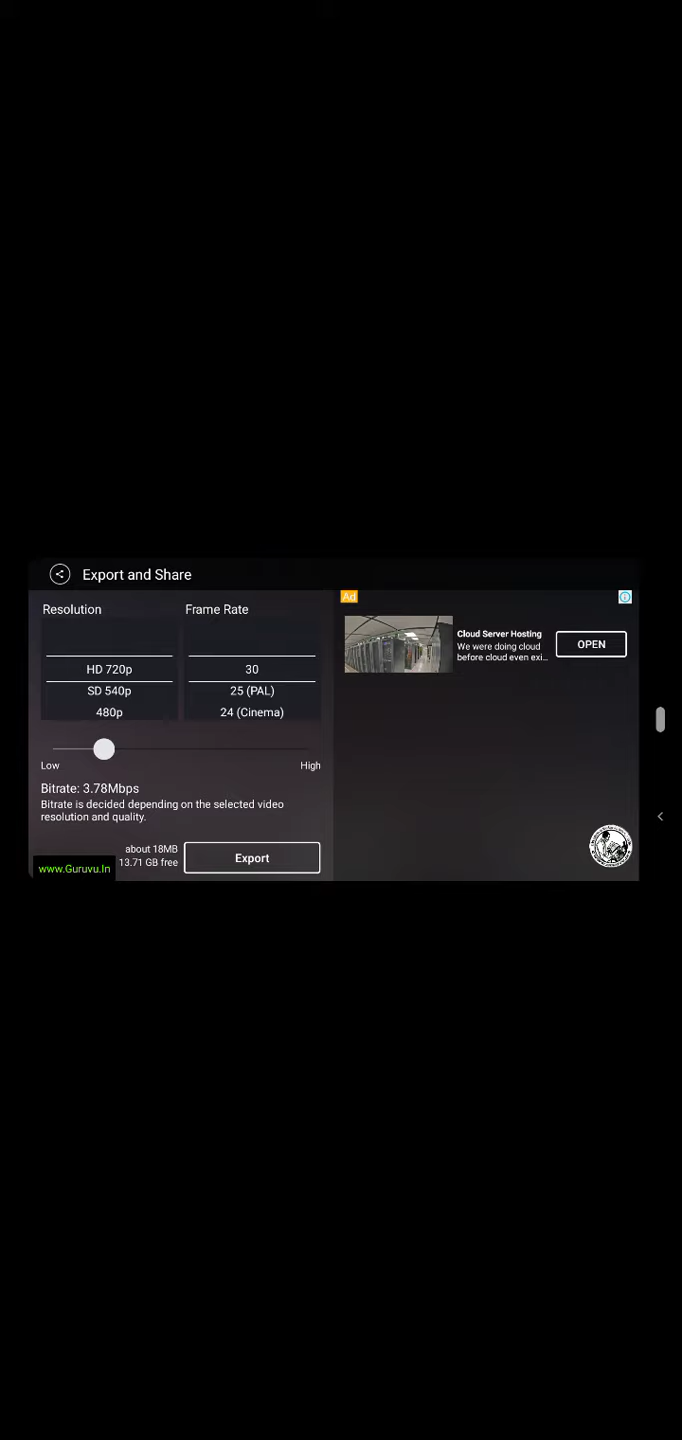 Export and Share
Resolution
Frame Rate
HD 720p
30
SD 540p
25 (PAL)
480p
24 (Cinema)
Low
High
Bitrate: 3.78Mbps
Bitrate is decided depending on the selected video
resolution and quality.
about 18MB
13.71 GB free
Export
www.Guruvu.In
Ad
Cloud Server Hosting
We were doing cloud
before cloud even exi...
OPEN